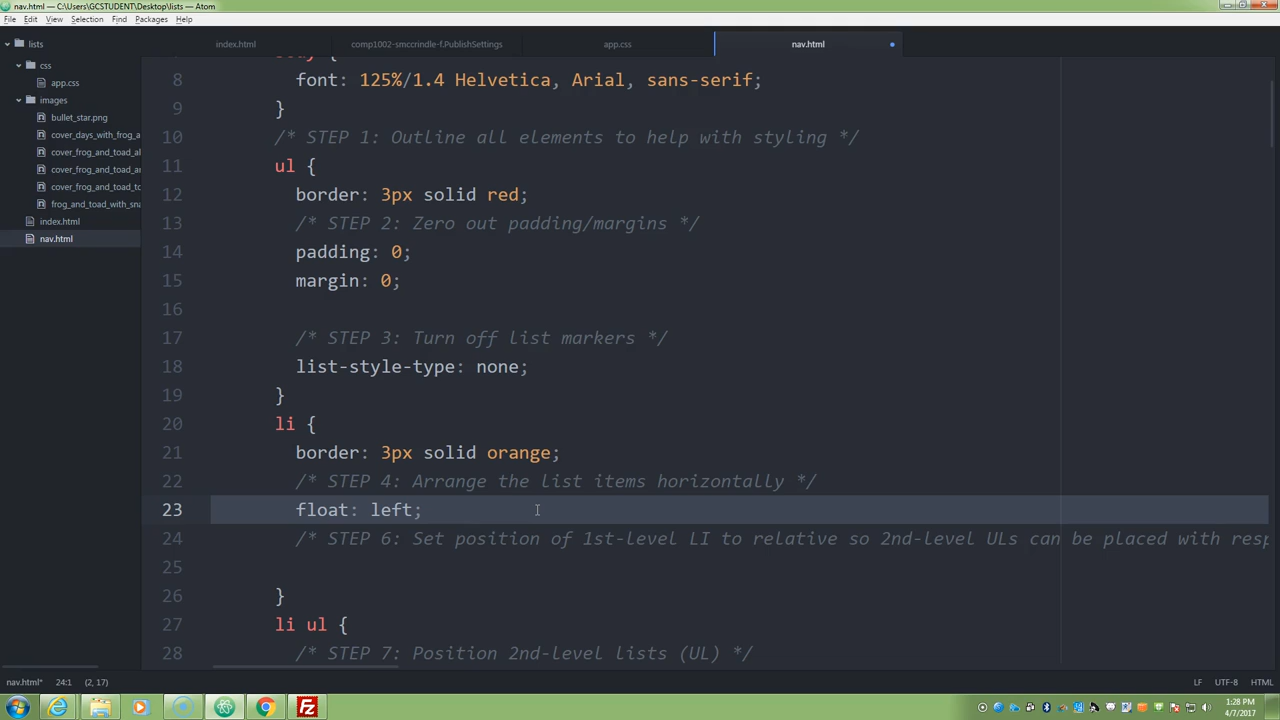 nav.html — C:\Users\GCSTUDENT\Desktop\lists — Atom
File Edit View Selection Find Packages Help
lists
css
app.css
images
bullet_star.png
cover_days_with_frog_a
cover_frog_and_toad_al
cover_frog_and_toad_ar
cover_frog_and_toad_to
frog_and_toad_with_sna
index.html
nav.html
index.html comp1002-smccrindle-f.PublishSettings app.css nav.html
8 font: 125%/1.4 Helvetica, Arial, sans-serif;
9 }
10 /* STEP 1: Outline all elements to help with styling */
11 ul {
12 border: 3px solid red;
13 /* STEP 2: Zero out padding/margins */
14 padding: 0;
15 margin: 0;
16
17 /* STEP 3: Turn off list markers */
18 list-style-type: none;
19 }
20 li {
21 border: 3px solid orange;
22 /* STEP 4: Arrange the list items horizontally */
23 float: left;
24 /* STEP 6: Set position of 1st-level LI to relative so 2nd-level ULs can be placed with resp
25
26 }
27 li ul {
28 /* STEP 7: Position 2nd-level lists (UL) */
nav.html* 24:1 (2, 17) LF UTF-8 HTML
1:28 PM
4/7/2017